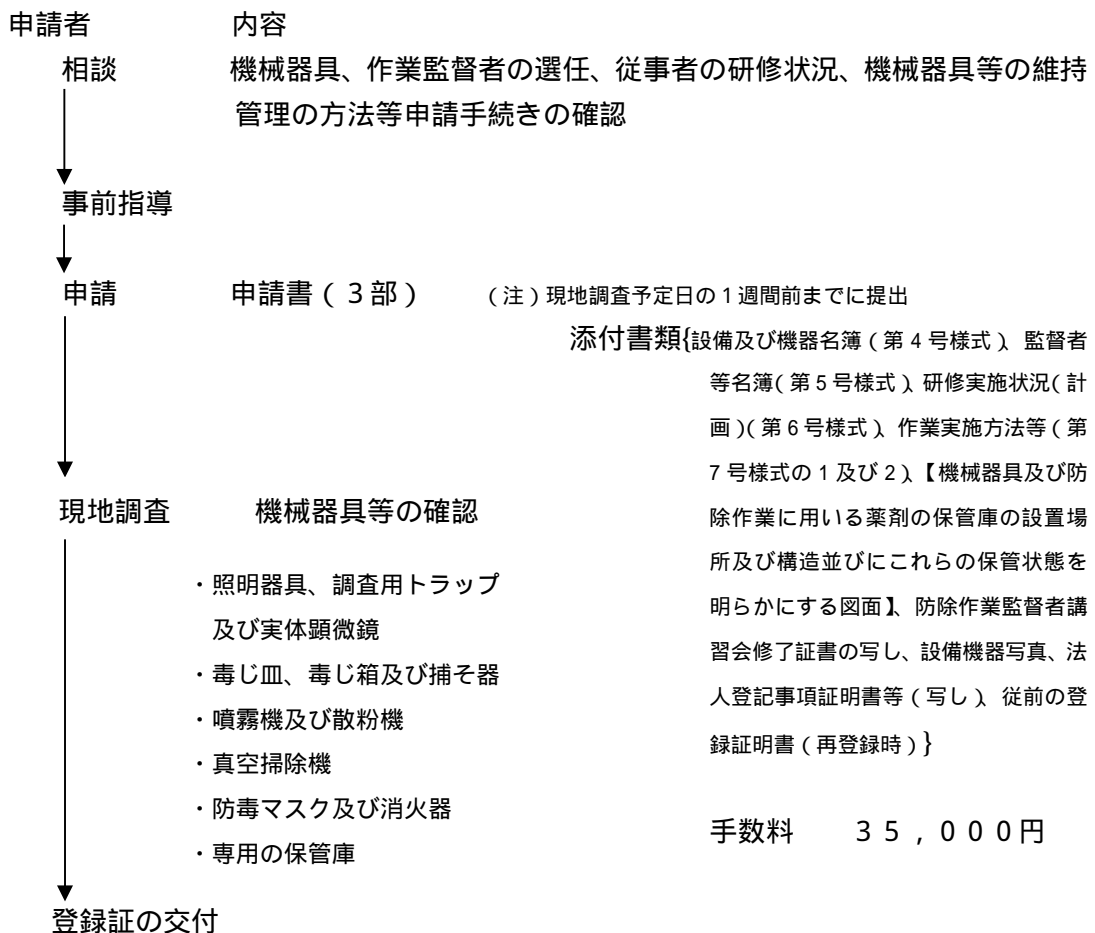 申請者　内容
相談　機械器具、作業監督者の選任、従事者の研修状況、機械器具等の維持
管理の方法等申請手続きの確認
事前指導
申請　申請書（３部）　（注）現地調査予定日の１週間前までに提出
添付書類{設備及び機器名簿（第４号様式）、監督者
等名簿（第５号様式）、研修実施状況（計
画）（第６号様式）、作業実施方法等（第
７号様式の１及び２）、【機械器具及び防
除作業に用いる薬剤の保管庫の設置場
所及び構造並びにこれらの保管状態を
明らかにする図面】、防除作業監督者講
習会修了証書の写し、設備機器写真、法
人登記事項証明書等（写し）、従前の登
録証明書（再登録時）}
手数料　３５，０００円
現地調査　機械器具等の確認
・照明器具、調査用トラップ
及び実体顕微鏡
・毒じ皿、毒じ箱及び捕そ器
・噴霧機及び散粉機
・真空掃除機
・防毒マスク及び消火器
・専用の保管庫
登録証の交付